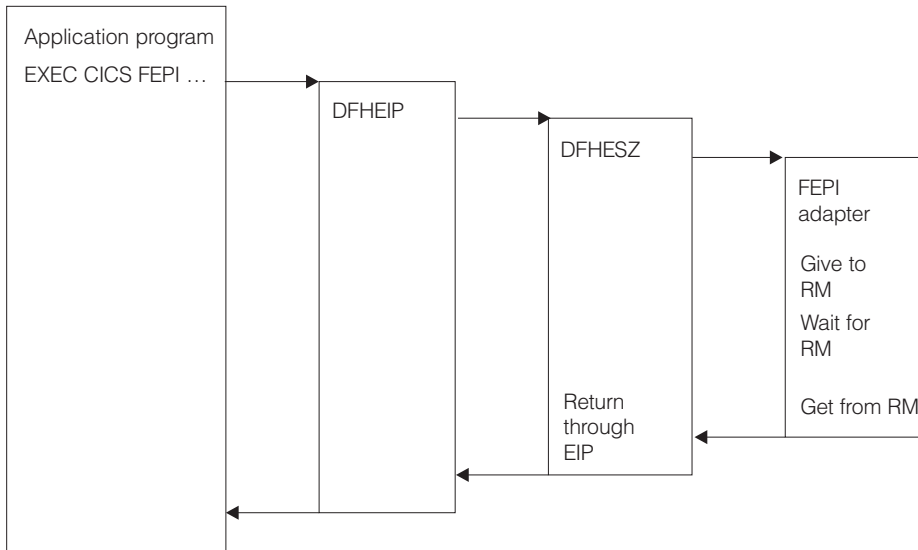 Application program
EXEC CICS FEPI …
DFHEIP
DFHESZ
Return
through
EIP
FEPI
adapter
Give to
RM
Wait for
RM
Get from RM